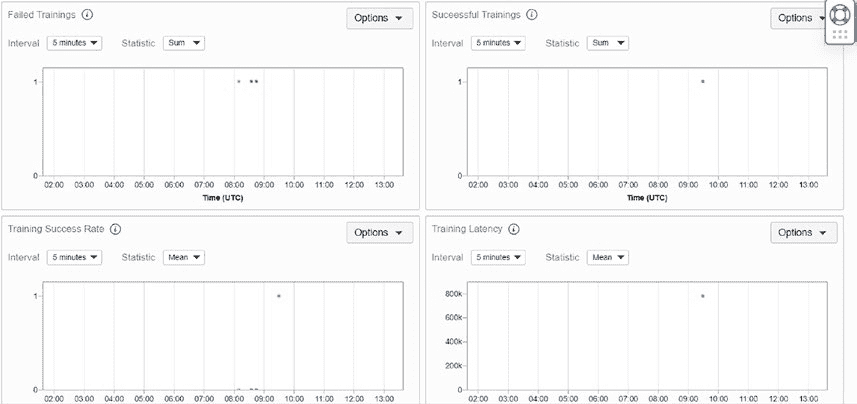 Failed Trainings
Options
Interval 5 minutes Statistic Sum
1
0
02:00 03:00 04:00 05:00 06:00 07:00 08:00 09:00 10:00 11:00 12:00 13:00
Time (UTC)
Successful Trainings
Options
Interval 5 minutes Statistic Sum
1
0
02:00 03:00 04:00 05:00 06:00 07:00 08:00 09:00 10:00 11:00 12:00 13:00
Time (UTC)
Training Success Rate
Options
Interval 5 minutes Statistic Mean
1
0
02:00 03:00 04:00 05:00 06:00 07:00 08:00 09:00 10:00 11:00 12:00 13:00
Training Latency
Options
Interval 5 minutes Statistic Mean
800k
600k
400k
200k
0
02:00 03:00 04:00 05:00 06:00 07:00 08:00 09:00 10:00 11:00 12:00 13:00